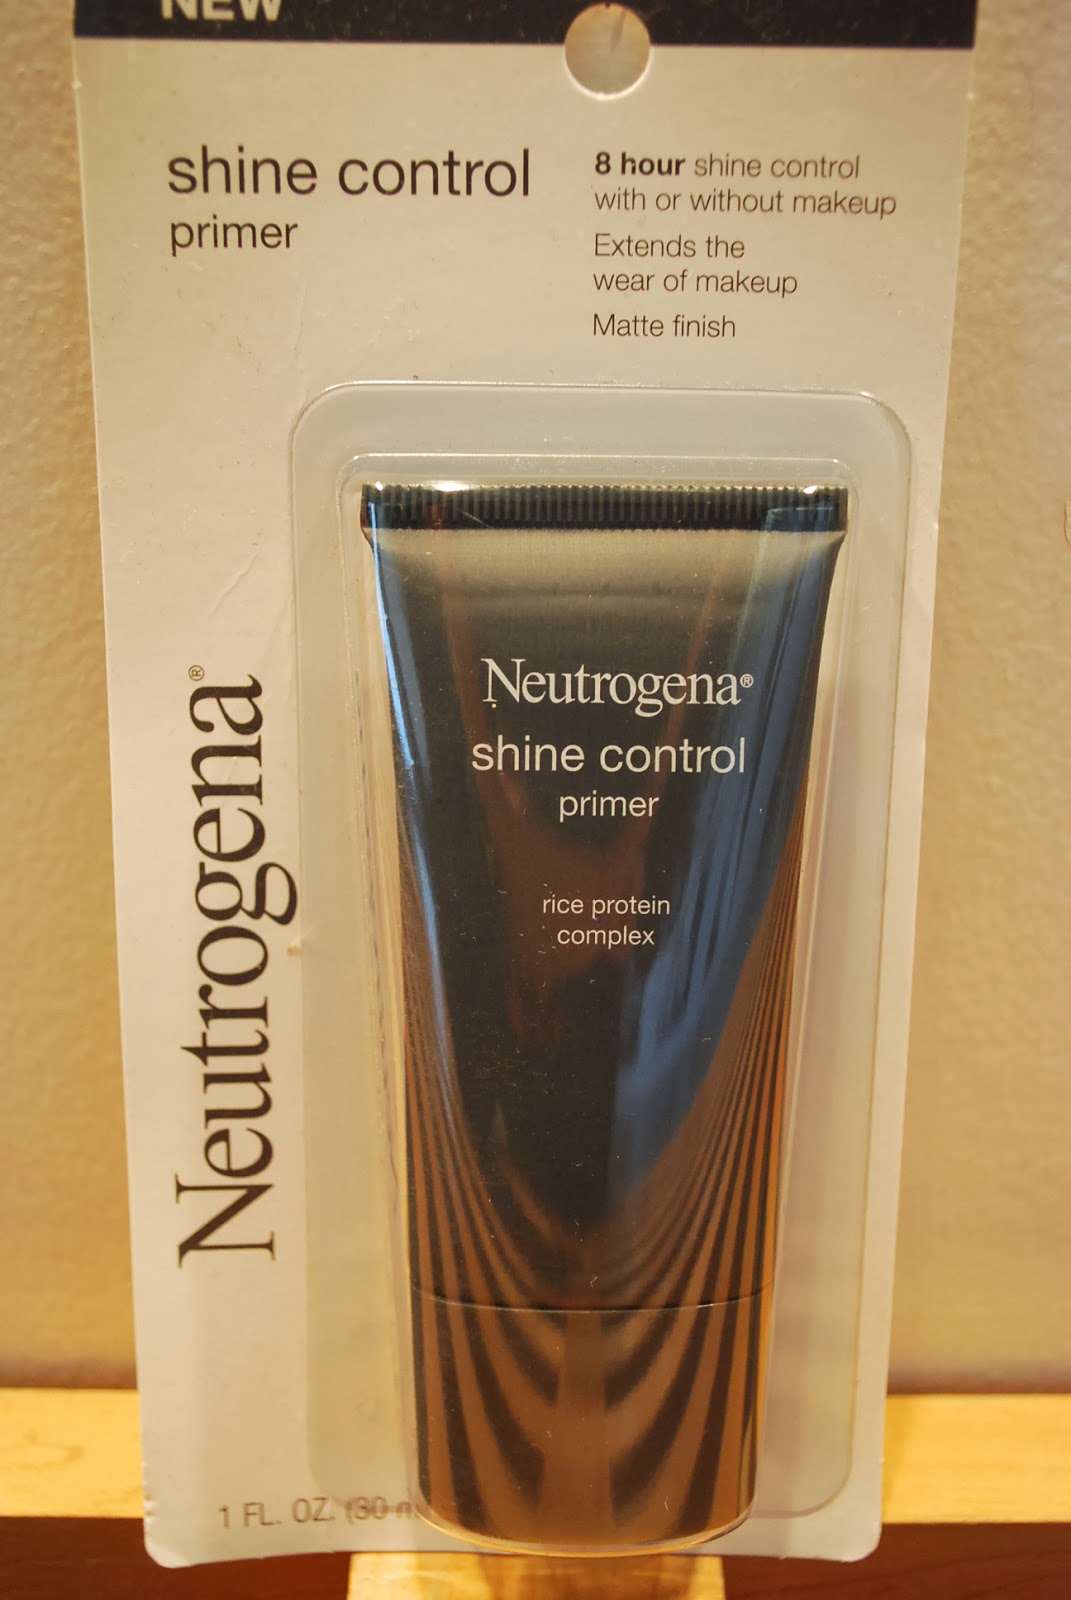 NEW
shine control
primer
8 hour shine control
with or without makeup
Extends the
wear of makeup
Matte finish
Neutrogena®
Neutrogena®
shine control
primer
rice protein
complex
1 FL. OZ. (30 m